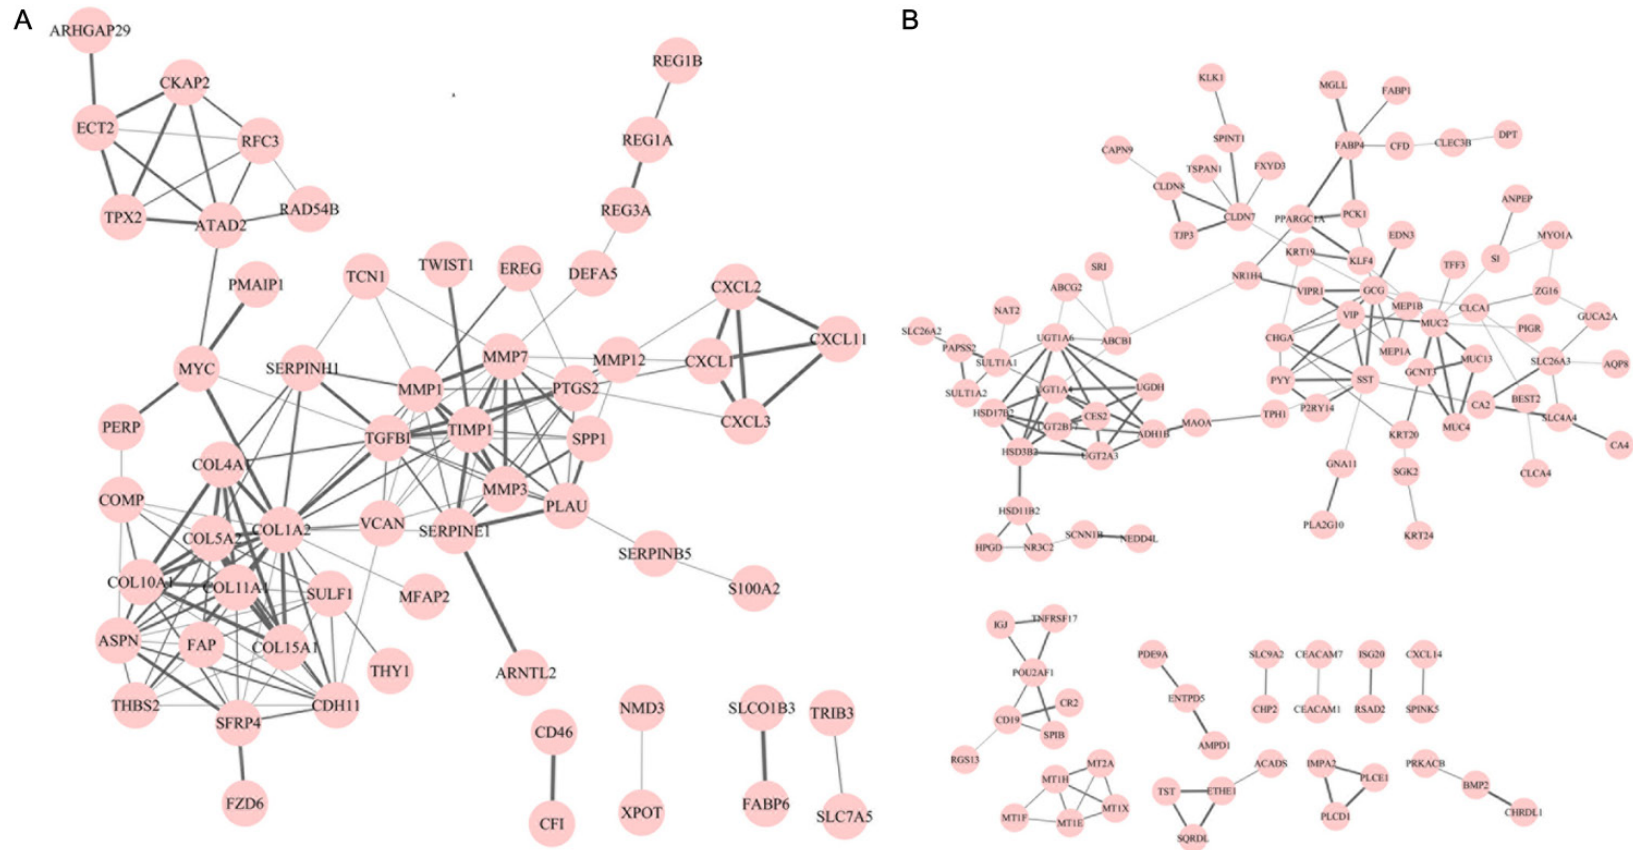 A
ARHGAP29
CKAP2
ECT2
RFC3
TPX2
ATAD2
RAD54B
REG1B
REG1A
REG3A
DEFA5
PMAIP1
TCN1
TWIST1
EREG
CXCL2
MYC
SERPINH1
MMP1
MMP7
PTGS2
MMP12
CXCL1
CXCL11
CXCL3
PERP
TGFBI
TIMP1
SPP1
COL4A1
COMP
MMP3
PLAU
COL5A2
COL1A2
VCAN
SERPINE1
SERPINB5
S100A2
COL10A1
COL11A1
SULF1
MFAP2
ASPN
FAP
COL15A1
THY1
ARNTL2
THBS2
SFRP4
CDH11
FZD6
CD46
CFI
NMD3
XPOT
SLCO1B3
FABP6
TRIB3
SLC7A5
B
KLK1
SPINT1
CAPN9
TSPAN1
FXYD3
CLDN8
CLDN7
TJP3
MGLL
FABP1
FABP4
CFD
CLEC3B
DPT
PPARGC1A
PCK1
ANPEP
EDN3
MYO1A
KRT19
KLF4
TFF3
SI
NR1H4
VIPR1
GCG
MEP1B
CLCA1
ZG16
GUCA2A
SRI
ABCG2
NAT2
SLC26A2
PAPSS2
UGT1A6
ABCB1
VIP
MUC2
PIGR
CHGA
MEP1A
SULT1A1
SULT1A2
UGT1A4
UGDH
PYY
SST
GCNT3
MUC13
SLC26A3
AQP8
HSD17B2
CES2
UGT2B
ADH1B
MAOA
TPH1
P2RY14
CA2
BEST2
SLC4A4
MUC4
KRT20
CA4
HSD3B2
UGT2A3
GNA11
SGK2
CLCA4
HSD11B2
HPGD
NR3C2
SCNN1B
NEDD4L
PLA2G10
KRT24
IGJ
TNFRSF17
POU2AF1
CD19
CR2
SPIB
RGS13
PDE9A
ENTPD5
AMPD1
SLC9A2
CHP2
CEACAM7
CEACAM1
ISG20
RSAD2
CXCL14
SPINK5
MT1H
MT2A
MT1X
MT1F
MT1E
ACADS
TST
ETHE1
SQRDL
IMPA2
PLCE1
PLCD1
PRKACB
BMP2
CHRDL1